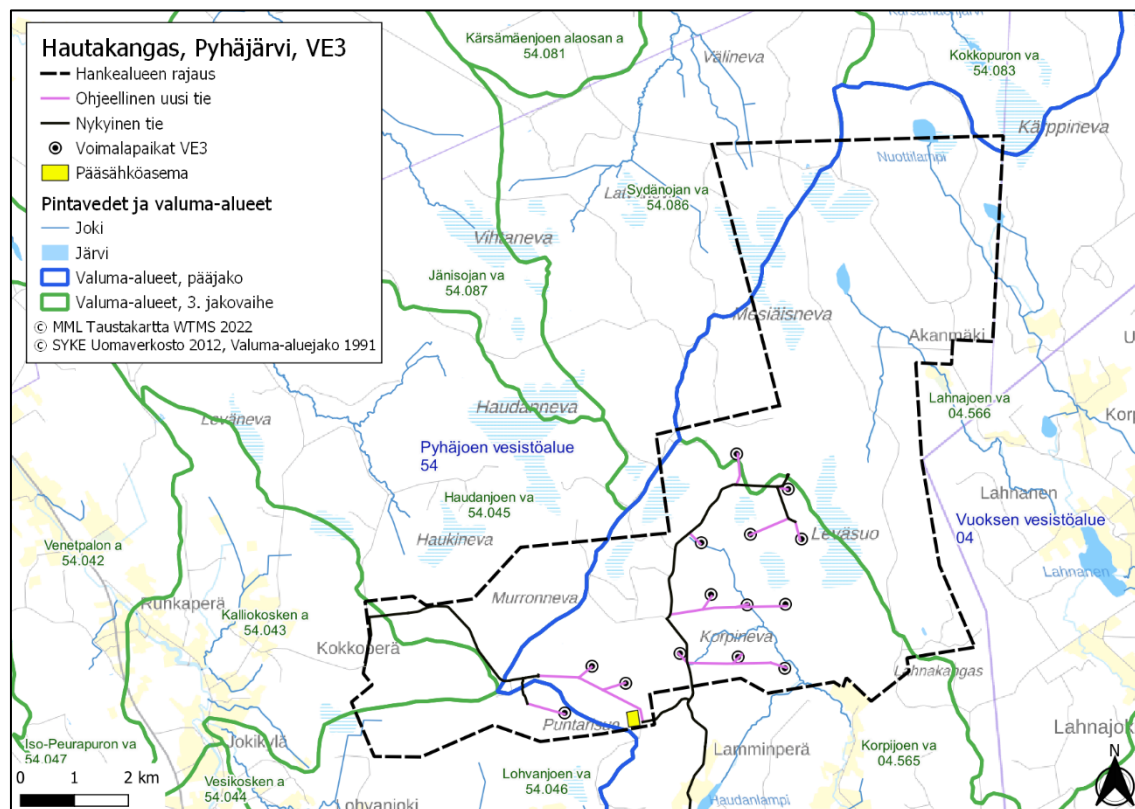 Hautakangas, Pyhäjärvi, VE3
Hankealueen rajaus
Ohjeellinen uusi tie
Nykyinen tie
Voimalapaikat VE3
Pääsähköasema
Pintavedet ja valuma-alueet
Joki
Järvi
Valuma-alueet, pääjako
Valuma-alueet, 3. jakovaihe
© MML Taustakartta WTMS 2022
© SYKE Uomaverkosto 2012, Valuma-aluejako 1991
Kärsämäenjoen alaosan a
54.081
Välineva
Kokkopuron va
54.083
Kärppineva
Nuottilampi
Sydänojan va
54.086
Vihtaneva
Jänisojan va
54.087
Mesiäisneva
Akanmäki
Lahnajoen va
04.566
Haudanneva
Leväneva
Pyhäjoen vesistöalue
54
Haudanjoen va
54.045
Haukineva
Lahnanen
Vuoksen vesistöalue
04
Leväsuo
Lahnanen
Venetpalon a
54.042
Runkaperä
Kalliokosken a
54.043
Murronneva
Kokkoperä
Korpineva
Lahnakangas
Puntarisuo
Jokikylä
Iso-Peurapuron va
54.047
Vesikosken a
54.044
Lohvanjoen va
54.046
Lamminperä
Korpijoen va
04.565
Lahnajok
Lohvanjoki
Haudanlampi
0 1 2 km
N